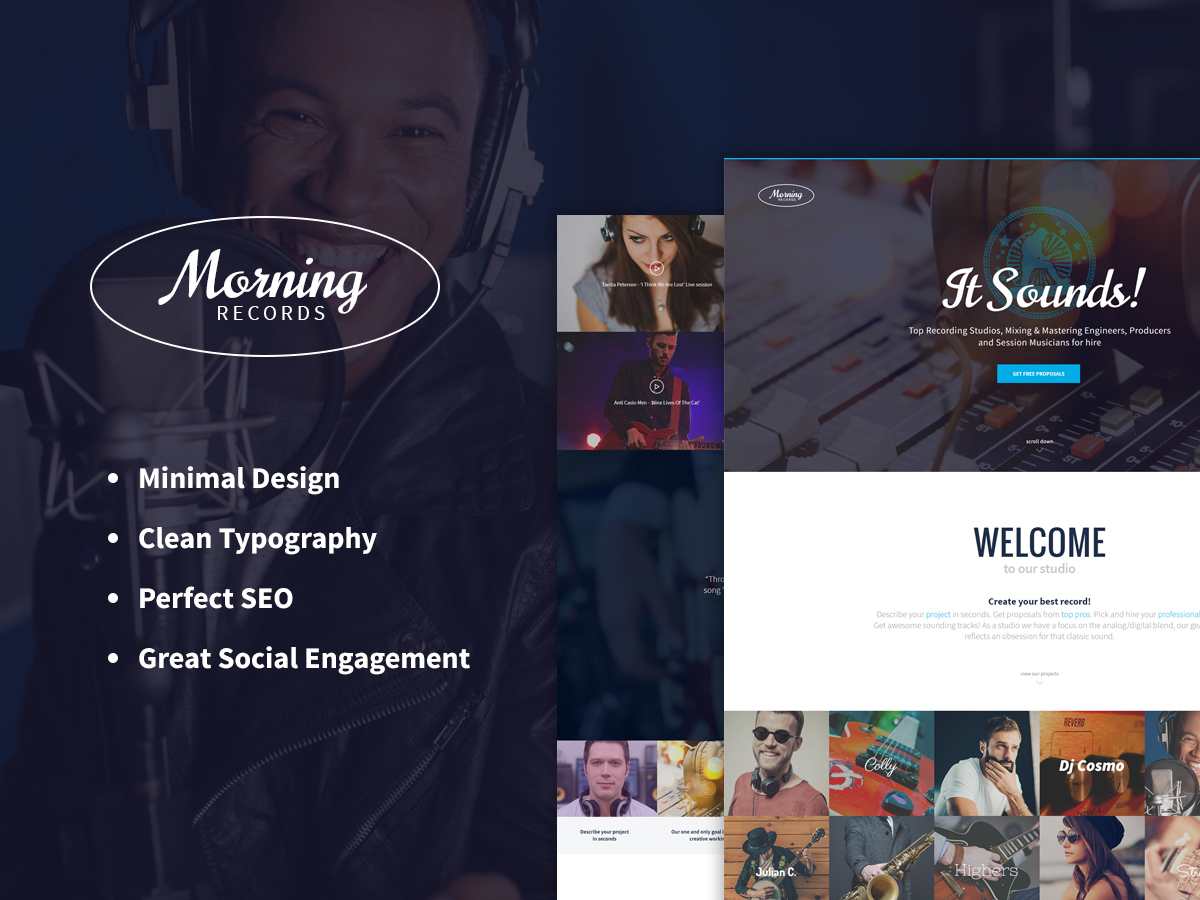 Morning
RECORDS
Minimal Design
Clean Typography
Perfect SEO
Great Social Engagement
Tanita Peterson - 'I Think We Are Lost' Live session
Anti Casio Men - 'Wine Lives Of The Cat'
"Thro
song "
Describe your project
in seconds
Our one and only goal i
creative workin
Morning
RECORDS
It Sounds!
Top Recording Studios, Mixing & Mastering Engineers, Producers
and Session Musicians for hire
GET FREE PROPOSALS
scroll down
WELCOME
to our studio
Create your best record!
Describe your project in seconds. Get proposals from top pros. Pick and hire your professional
Get awesome sounding tracks! As a studio we have a focus on the analog/digital blend, our gea
reflects an obsession for that classic sound.
view our projects
Colly
REVERB
Dj Cosmo
Julian C.
Highers